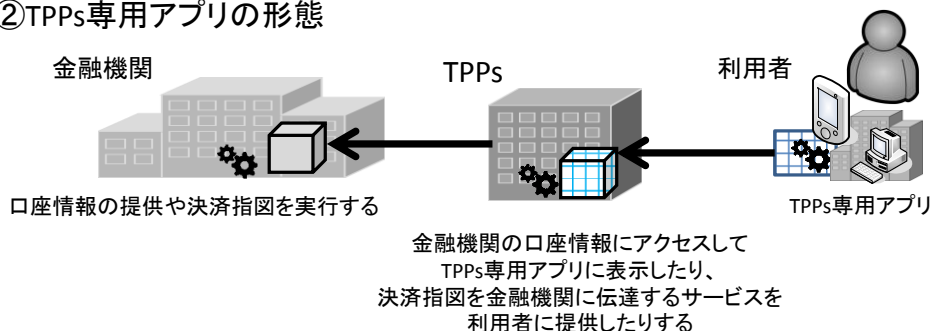 ②TPPs専用アプリの形態
金融機関
TPPs
利用者
口座情報の提供や決済指図を実行する
TPPs専用アプリ
金融機関の口座情報にアクセスして
TPPs専用アプリに表示したり、
決済指図を金融機関に伝達するサービスを
利用者に提供したりする